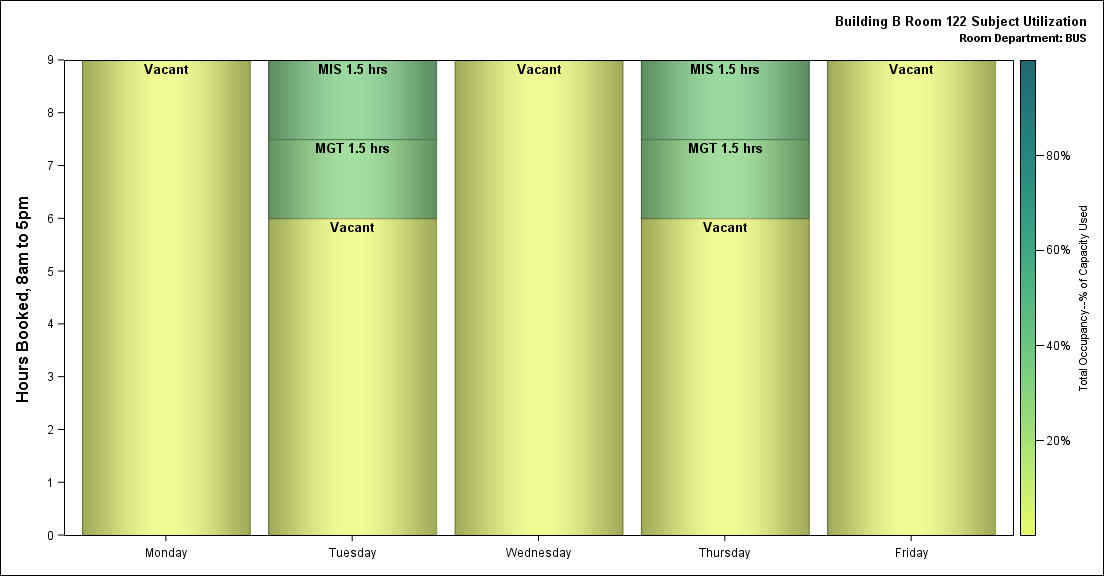 Building B Room 122 Subject Utilization
Room Department: BUS
Hours Booked, 8am to 5pm
9
8
7
6
5
4
3
2
1
0
Vacant
MIS 1.5 hrs
MGT 1.5 hrs
Vacant
Vacant
MIS 1.5 hrs
MGT 1.5 hrs
Vacant
Vacant
Monday
Tuesday
Wednesday
Thursday
Friday
80%
60%
40%
20%
Total Occupancy--% of Capacity Used